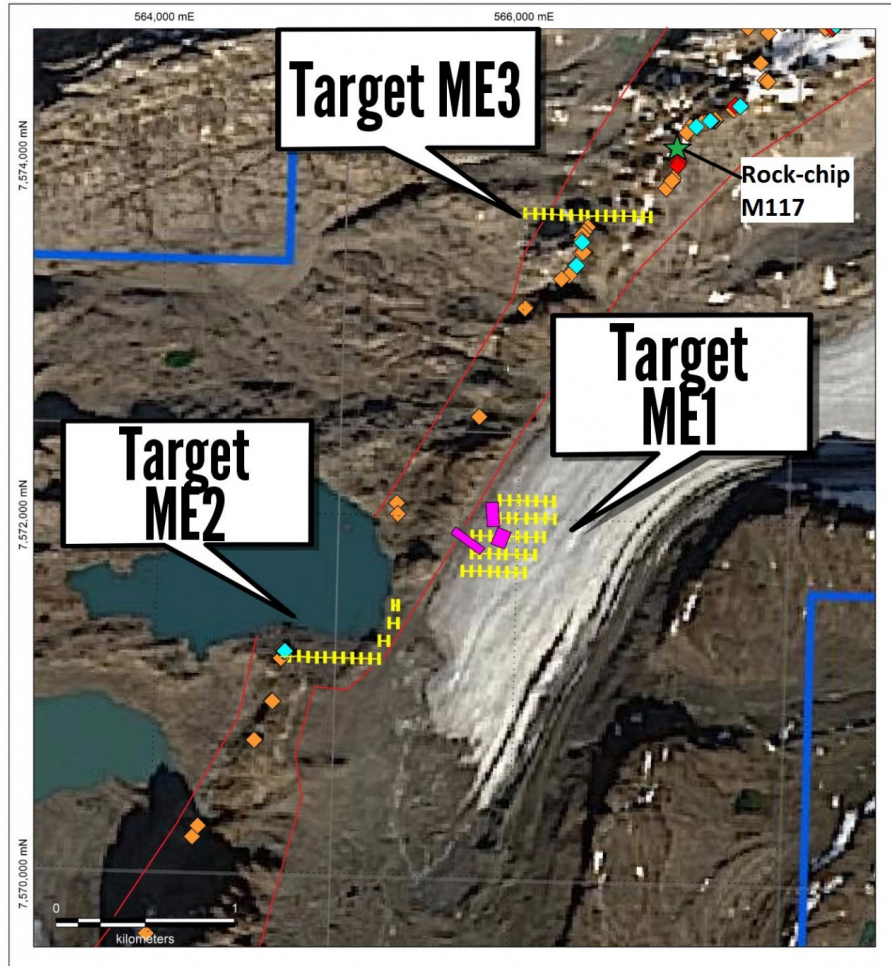 564,000 mE
566,000 mE
Target ME3
7,574,000 mN
Rock-chip
M117
Target
ME1
Target
ME2
7,572,000 mN
7,570,000 mN
0
1
kilometers